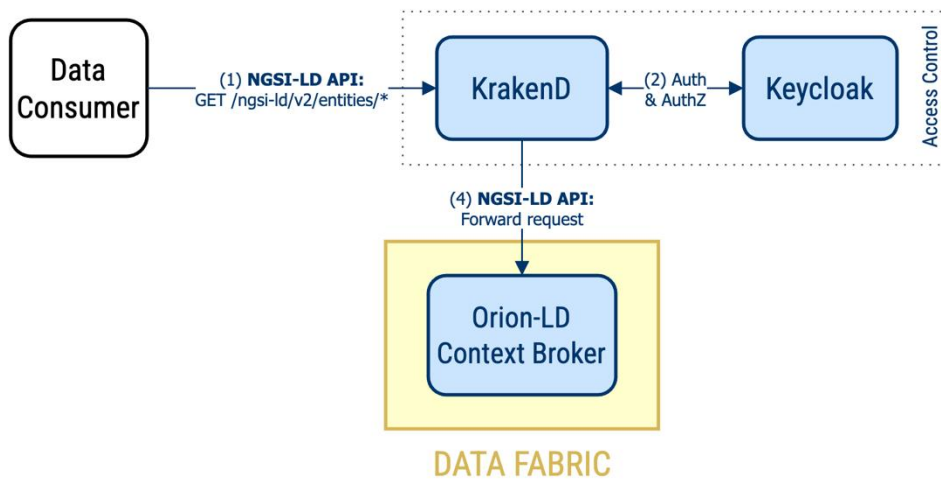 Data
Consumer
(1) NGSI-LD API:
GET /ngsi-ld/v2/entities/*
KrakenD
(2) Auth
& AuthZ
Keycloak
Access Control
(4) NGSI-LD API:
Forward request
Orion-LD
Context Broker
DATA FABRIC